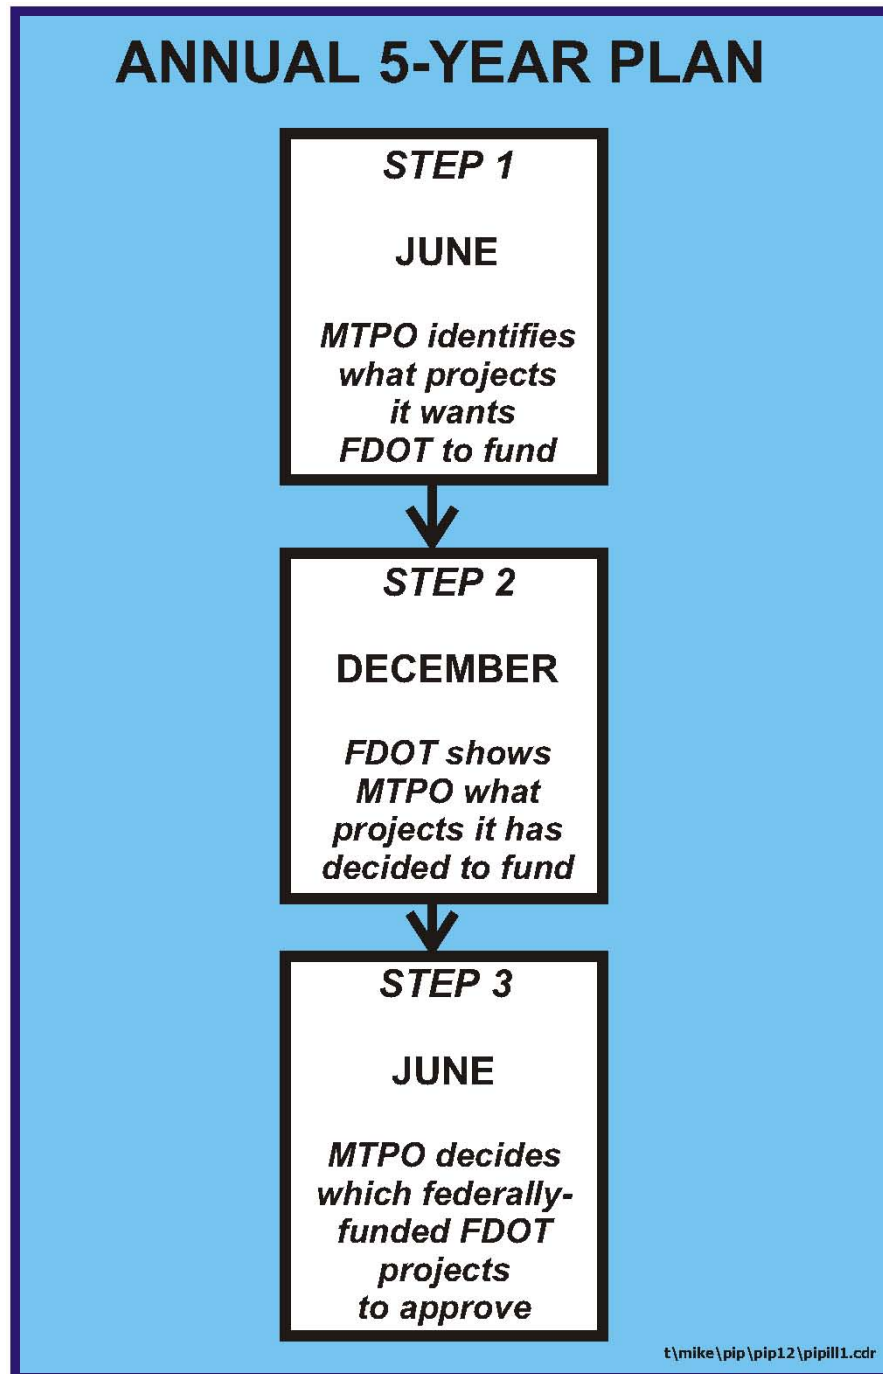 ANNUAL 5-YEAR PLAN
STEP 1
JUNE
MTPO identifies
what projects
it wants
FDOT to fund
STEP 2
DECEMBER
FDOT shows
MTPO what
projects it has
decided to fund
STEP 3
JUNE
MTPO decides
which federally-
funded FDOT
projects
to approve
t\mike\pip\pip12\pipill1.cdr